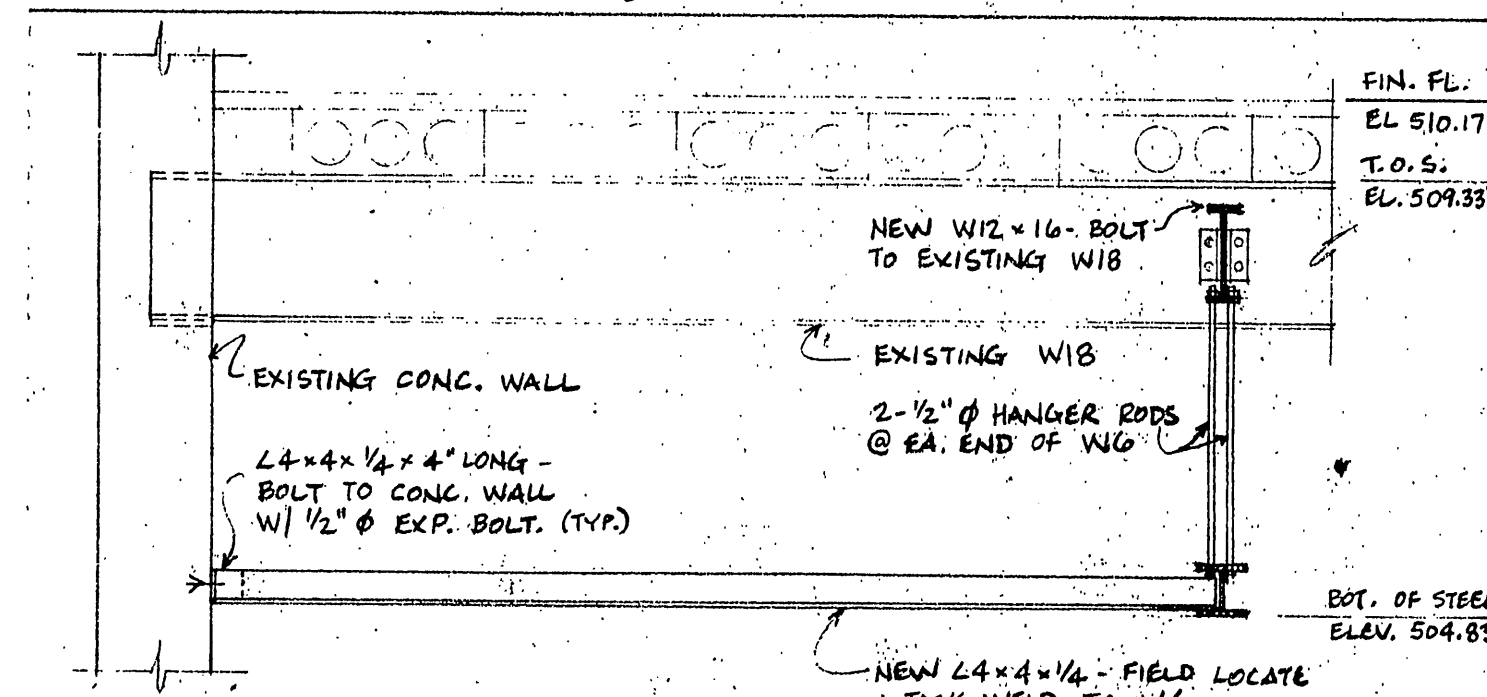 FIN. FL.
EL 510.17
T.O.S.
EL. 509.33'
NEW W12 x 16 - BOLT
TO EXISTING W18
EXISTING W18
EXISTING CONC. WALL
2-1/2" Ø HANGER RODS
@ EA. END OF W6
∠4x4x1/4 x 4" LONG -
BOLT TO CONC. WALL
W/ 1/2" Ø EXP. BOLT. (TYP.)
BOT. OF STEEL
ELEV. 504.83
NEW ∠4x4x1/4 - FIELD LOCATE